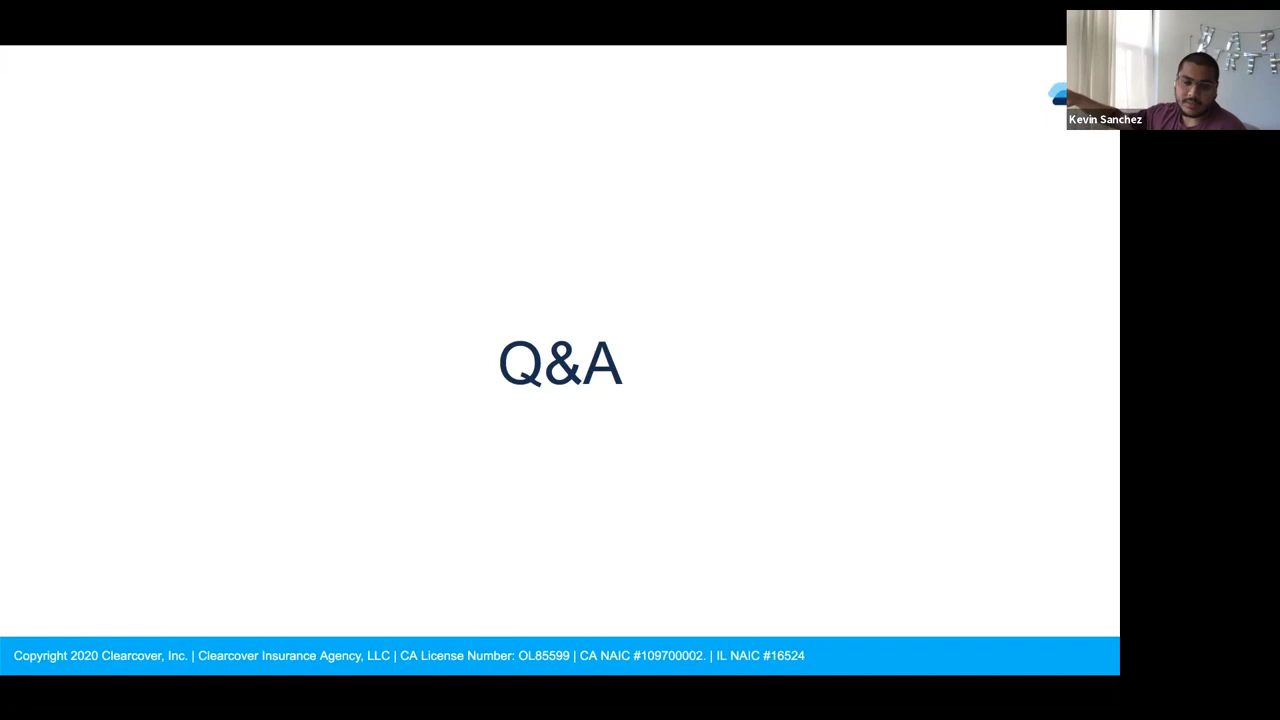 Kevin Sanchez
Q&A
Copyright 2020 Clearcover, Inc. | Clearcover Insurance Agency, LLC | CA License Number: OL85599 | CA NAIC #109700002. | IL NAIC #16524